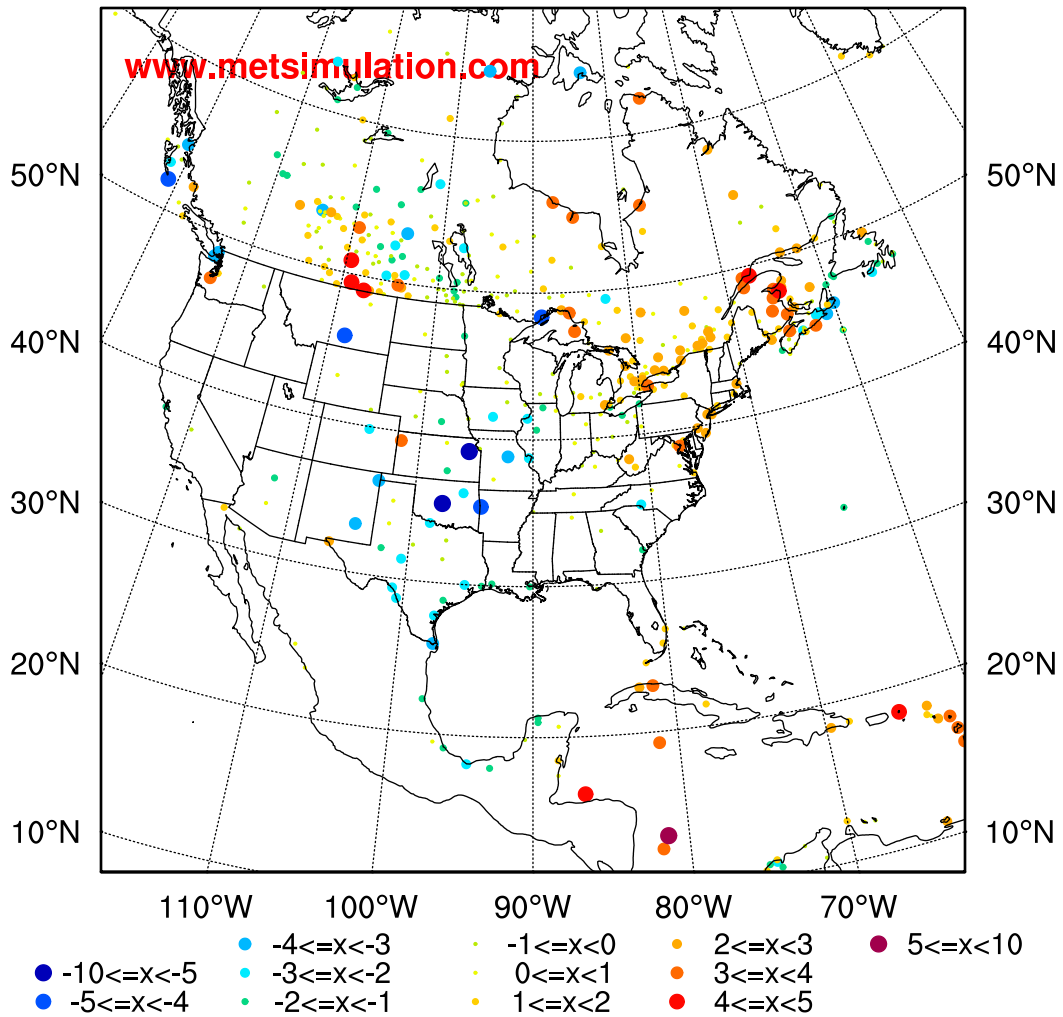 www.metsimulation.com
50°N 50°N
40°N 40°N
30°N 30°N
20°N 20°N
10°N 10°N
110°W 100°W 90°W 80°W 70°W
-4<=x<-3 -1<=x<0 2<=x<3 5<=x<10
-10<=x<-5 -3<=x<-2 0<=x<1 3<=x<4
-5<=x<-4 -2<=x<-1 1<=x<2 4<=x<5